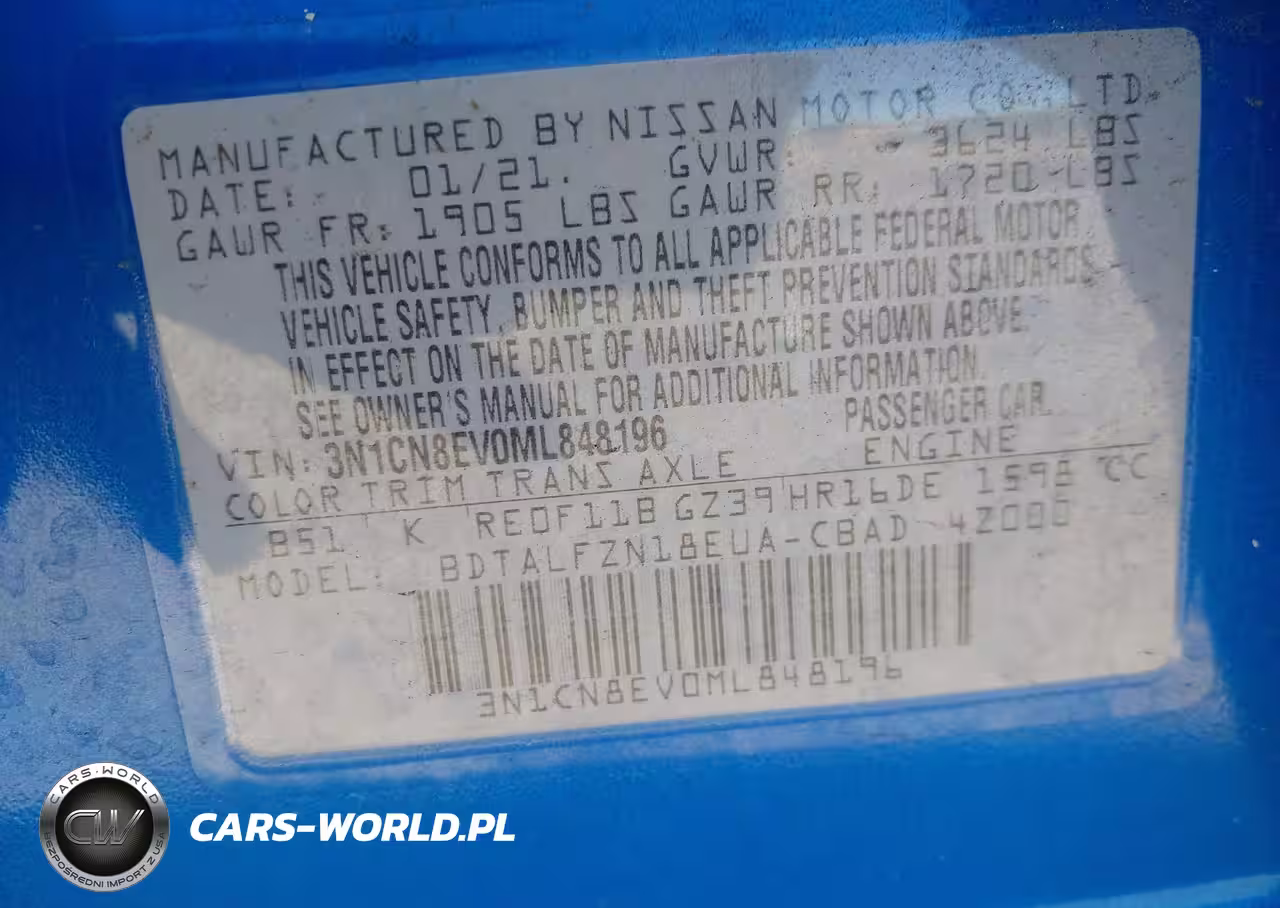 MANUFACTURED BY NISSAN MOTOR CO.,LTD.
DATE: 01/21. GVWR: 3624 LBS
GAWR FR: 1905 LBS GAWR RR: 1720 LBS
THIS VEHICLE CONFORMS TO ALL APPLICABLE FEDERAL MOTOR
VEHICLE SAFETY, BUMPER AND THEFT PREVENTION STANDARDS
IN EFFECT ON THE DATE OF MANUFACTURE SHOWN ABOVE.
SEE OWNER'S MANUAL FOR ADDITIONAL INFORMATION.
VIN: 3N1CN8EV0ML848196 PASSENGER CAR
COLOR TRIM TRANS AXLE ENGINE
B51 K RE0F11B GZ39 HR16DE 1598 CC
MODEL: BDTALFZN18EUA-CBAD 42000
3N1CN8EV0ML848196
CARS-WORLD
CW
BEZPOŚREDNI IMPORT Z USA
CARS-WORLD.PL